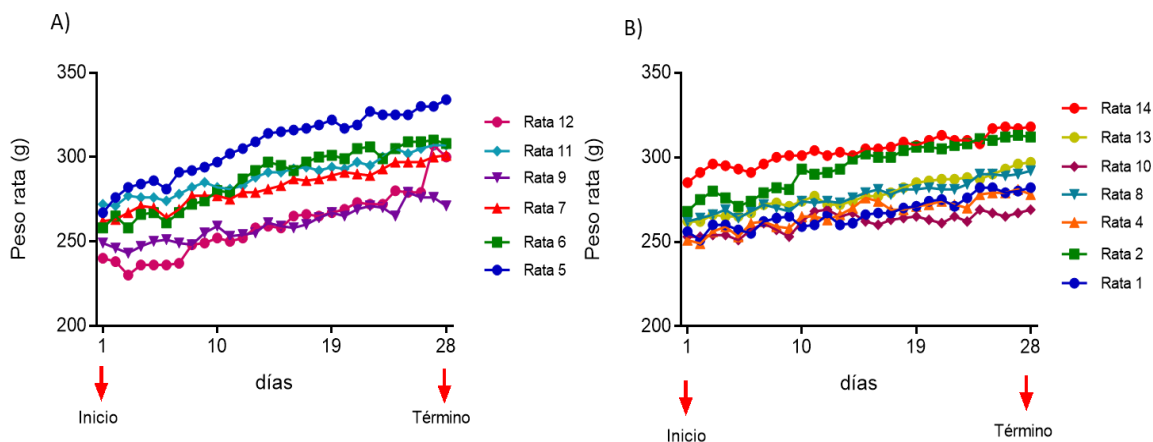 A)
Peso rata (g)
350
300
250
200
1
10
19
28
días
Inicio
Término
Rata 12
Rata 11
Rata 9
Rata 7
Rata 6
Rata 5
B)
Peso rata (g)
350
300
250
200
1
10
19
28
días
Inicio
Término
Rata 14
Rata 13
Rata 10
Rata 8
Rata 4
Rata 2
Rata 1